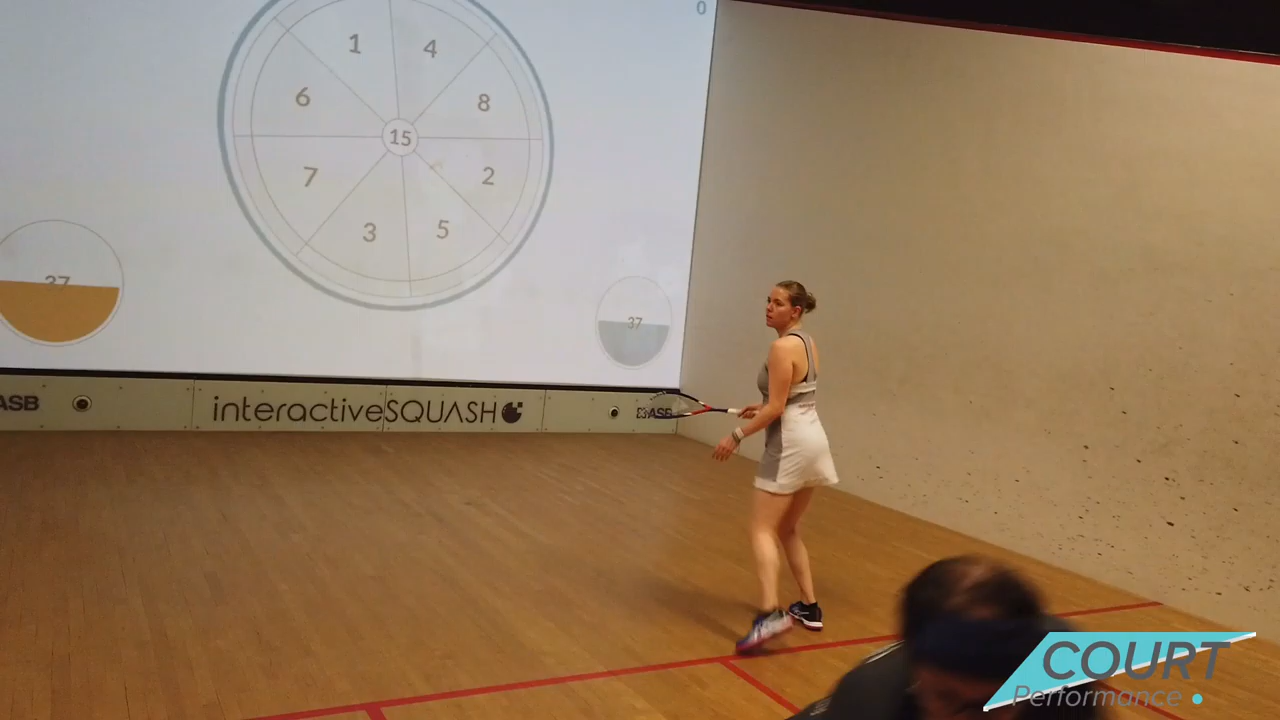 0
1 4
6 8
15
7 2
3 5
37
37
ASB
interactiveSQUASH
ASB
COURT
Performance